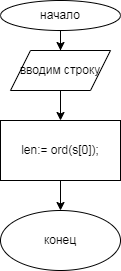 начало
вводим строку
len:= ord(s[0]);
конец